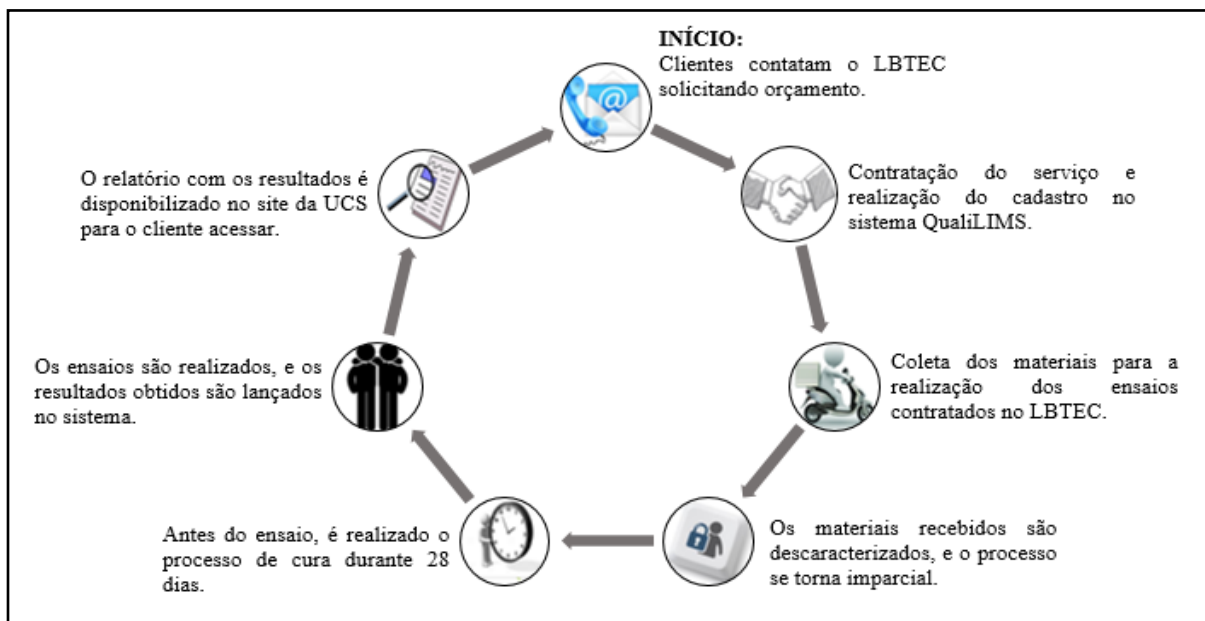 INÍCIO:
Clientes contatam o LBTEC
solicitando orçamento.
Contratação do serviço e
realização do cadastro no
sistema QualiLIMS.
Coleta dos materiais para a
realização dos ensaios
contratados no LBTEC.
Os materiais recebidos são
descaracterizados, e o processo
se torna imparcial.
Antes do ensaio, é realizado o
processo de cura durante 28
dias.
Os ensaios são realizados, e os
resultados obtidos são lançados
no sistema.
O relatório com os resultados é
disponibilizado no site da UCS
para o cliente acessar.